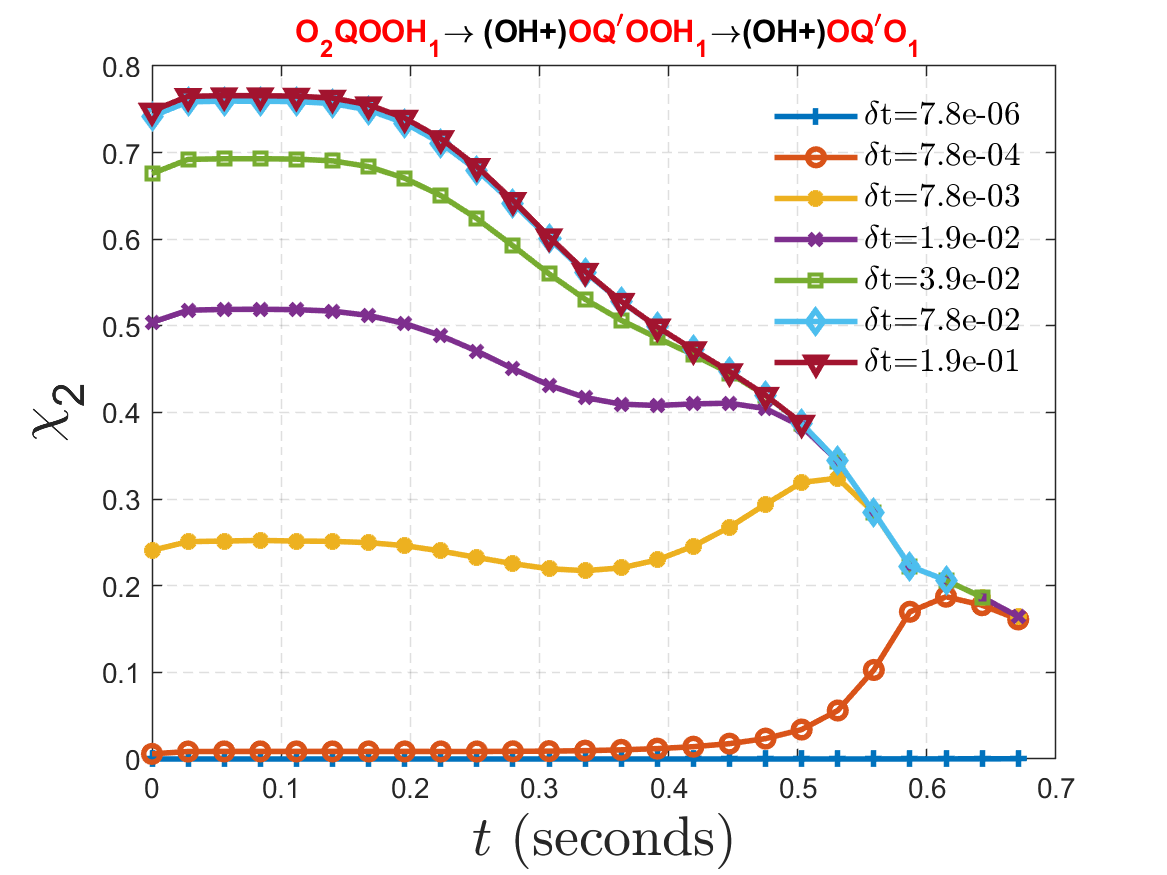 O₂QOOH₁→ (OH+)OQ′OOH₁→(OH+)OQ′O₁
0.8
0.7
0.6
0.5
0.4
0.3
0.2
0.1
0
χ₂
δt=7.8e-06
δt=7.8e-04
δt=7.8e-03
δt=1.9e-02
δt=3.9e-02
δt=7.8e-02
δt=1.9e-01
0 0.1 0.2 0.3 0.4 0.5 0.6 0.7
t (seconds)